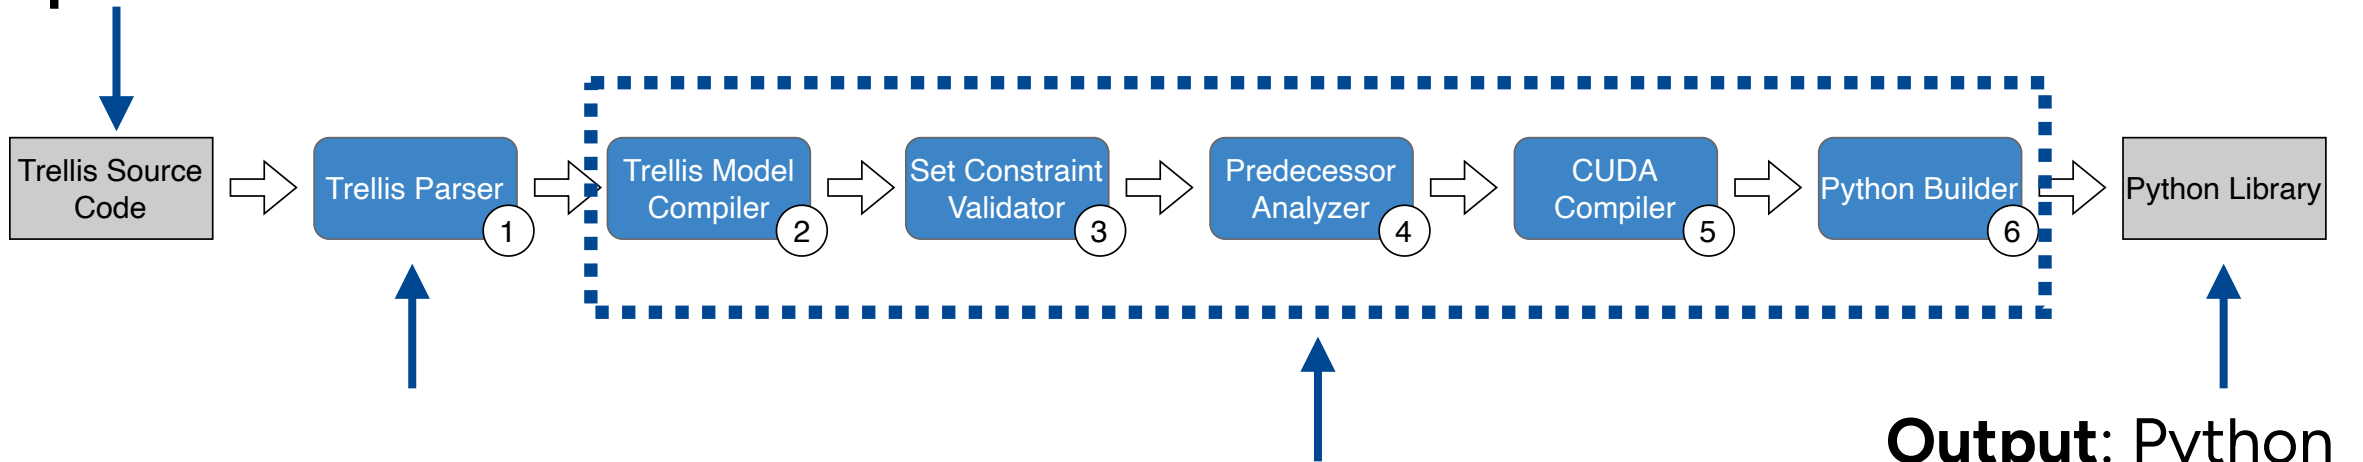 Trellis Source
Code
Trellis Parser
1
Trellis Model
Compiler
2
Set Constraint
Validator
3
Predecessor
Analyzer
4
CUDA
Compiler
5
Python Builder
6
Python Library
Output: Python